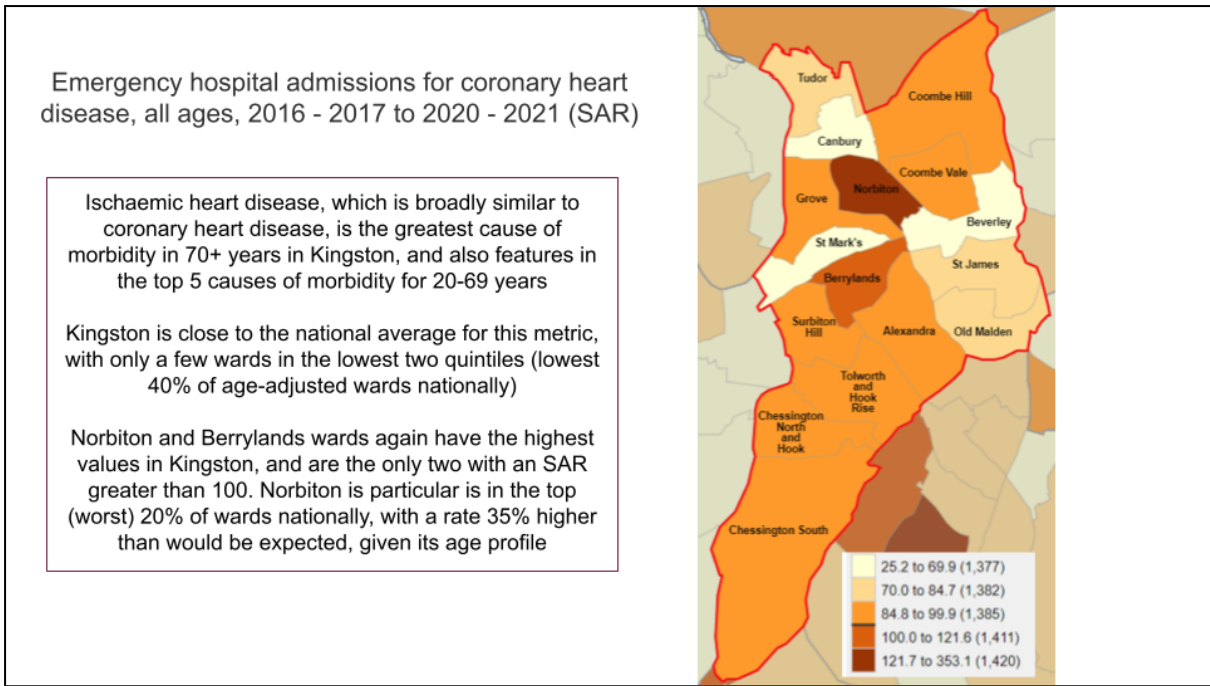 Emergency hospital admissions for coronary heart
disease, all ages, 2016 - 2017 to 2020 - 2021 (SAR)
Ischaemic heart disease, which is broadly similar to
coronary heart disease, is the greatest cause of
morbidity in 70+ years in Kingston, and also features in
the top 5 causes of morbidity for 20-69 years
Kingston is close to the national average for this metric,
with only a few wards in the lowest two quintiles (lowest
40% of age-adjusted wards nationally)
Norbiton and Berrylands wards again have the highest
values in Kingston, and are the only two with an SAR
greater than 100. Norbiton is particular is in the top
(worst) 20% of wards nationally, with a rate 35% higher
than would be expected, given its age profile
Tudor
Coombe Hill
Canbury
Coombe Vale
Norbiton
Grove
Beverley
St Mark's
St James
Berrylands
Surbiton
Hill
Alexandra
Old Malden
Tolworth
and
Hook
Rise
Chessington
North
and
Hook
Chessington South
25.2 to 69.9 (1,377)
70.0 to 84.7 (1,382)
84.8 to 99.9 (1,385)
100.0 to 121.6 (1,411)
121.7 to 353.1 (1,420)